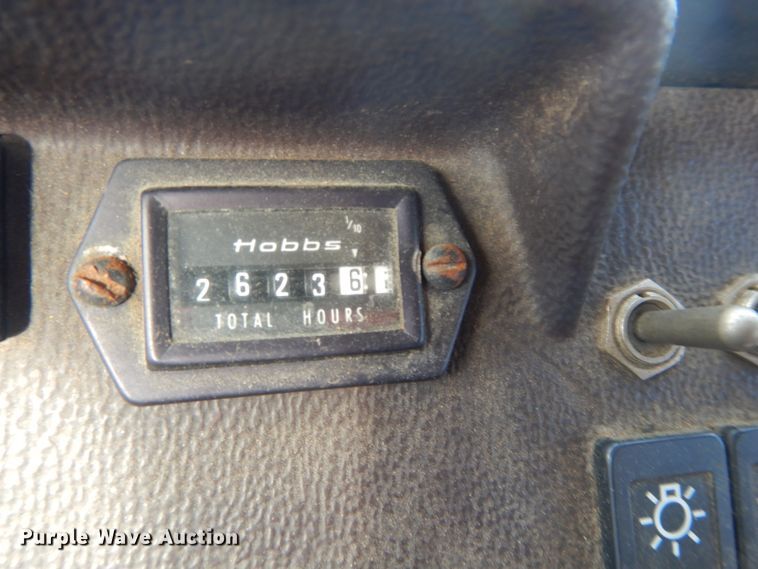 1/10
Hobbs
2 6 2 3 6
TOTAL HOURS
Purple Wave Auction